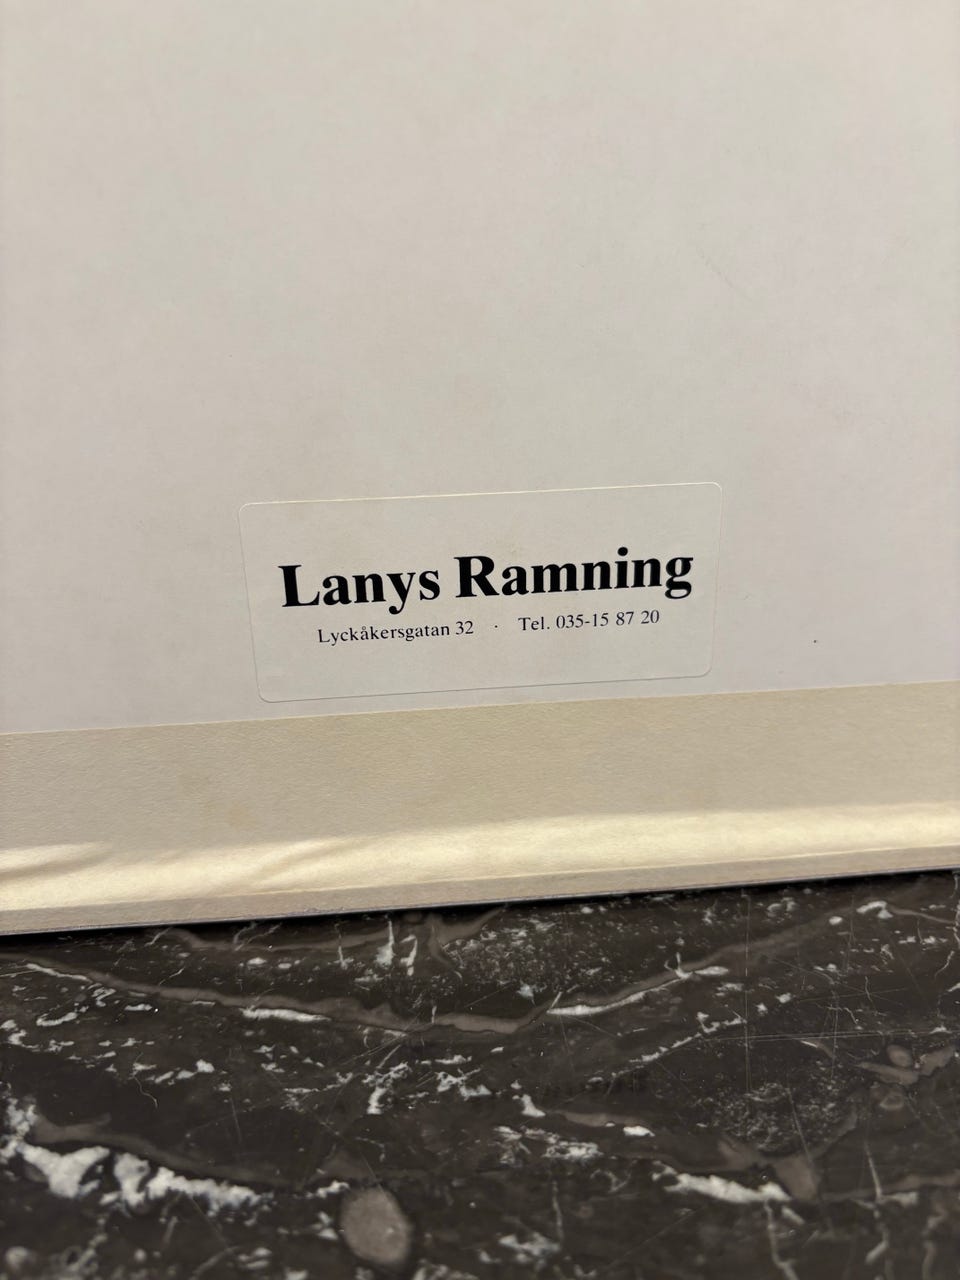 Lanys Ramning
Lyckåkersgatan 32 · Tel. 035-15 87 20